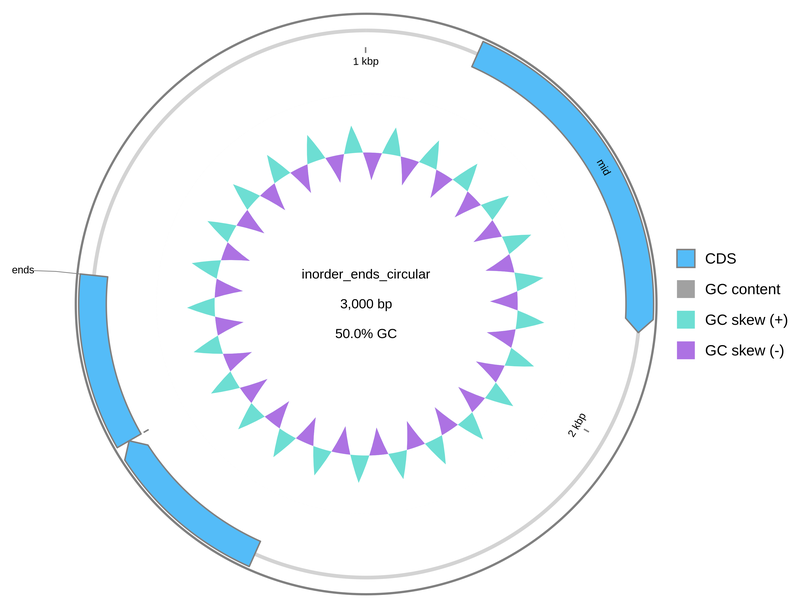 1 kbp
mid
ends
inorder_ends_circular
3,000 bp
50.0% GC
2 kbp
CDS
GC content
GC skew (+)
GC skew (-)